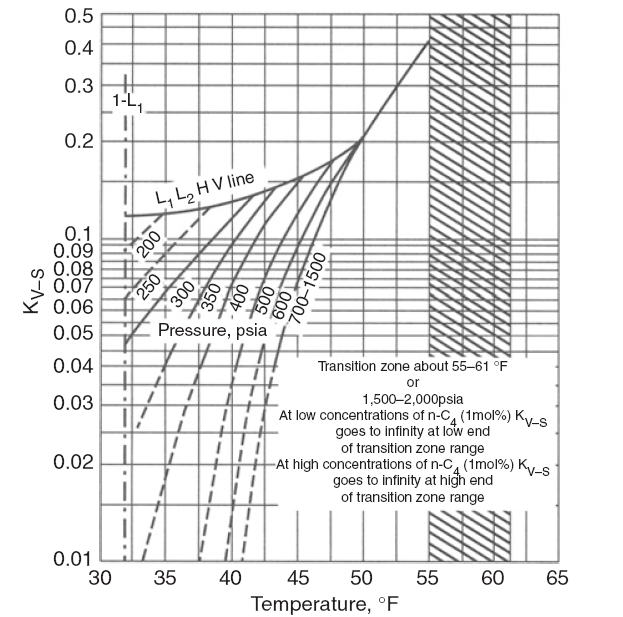 0.5
0.4
0.3
1-L1
0.2
L1 L2 H V line
0.1
0.09
0.08
0.07
0.06
0.05
0.04
0.03
0.02
0.01
KV–S
200
250
300
350
400
500
600
700–1500
Pressure, psia
Transition zone about 55–61 °F
or
1,500–2,000psia
At low concentrations of n-C4 (1mol%) KV–S
goes to infinity at low end
of transition zone range
At high concentrations of n-C4 (1mol%) KV–S
goes to infinity at high end
of transition zone range
30 35 40 45 50 55 60 65
Temperature, °F